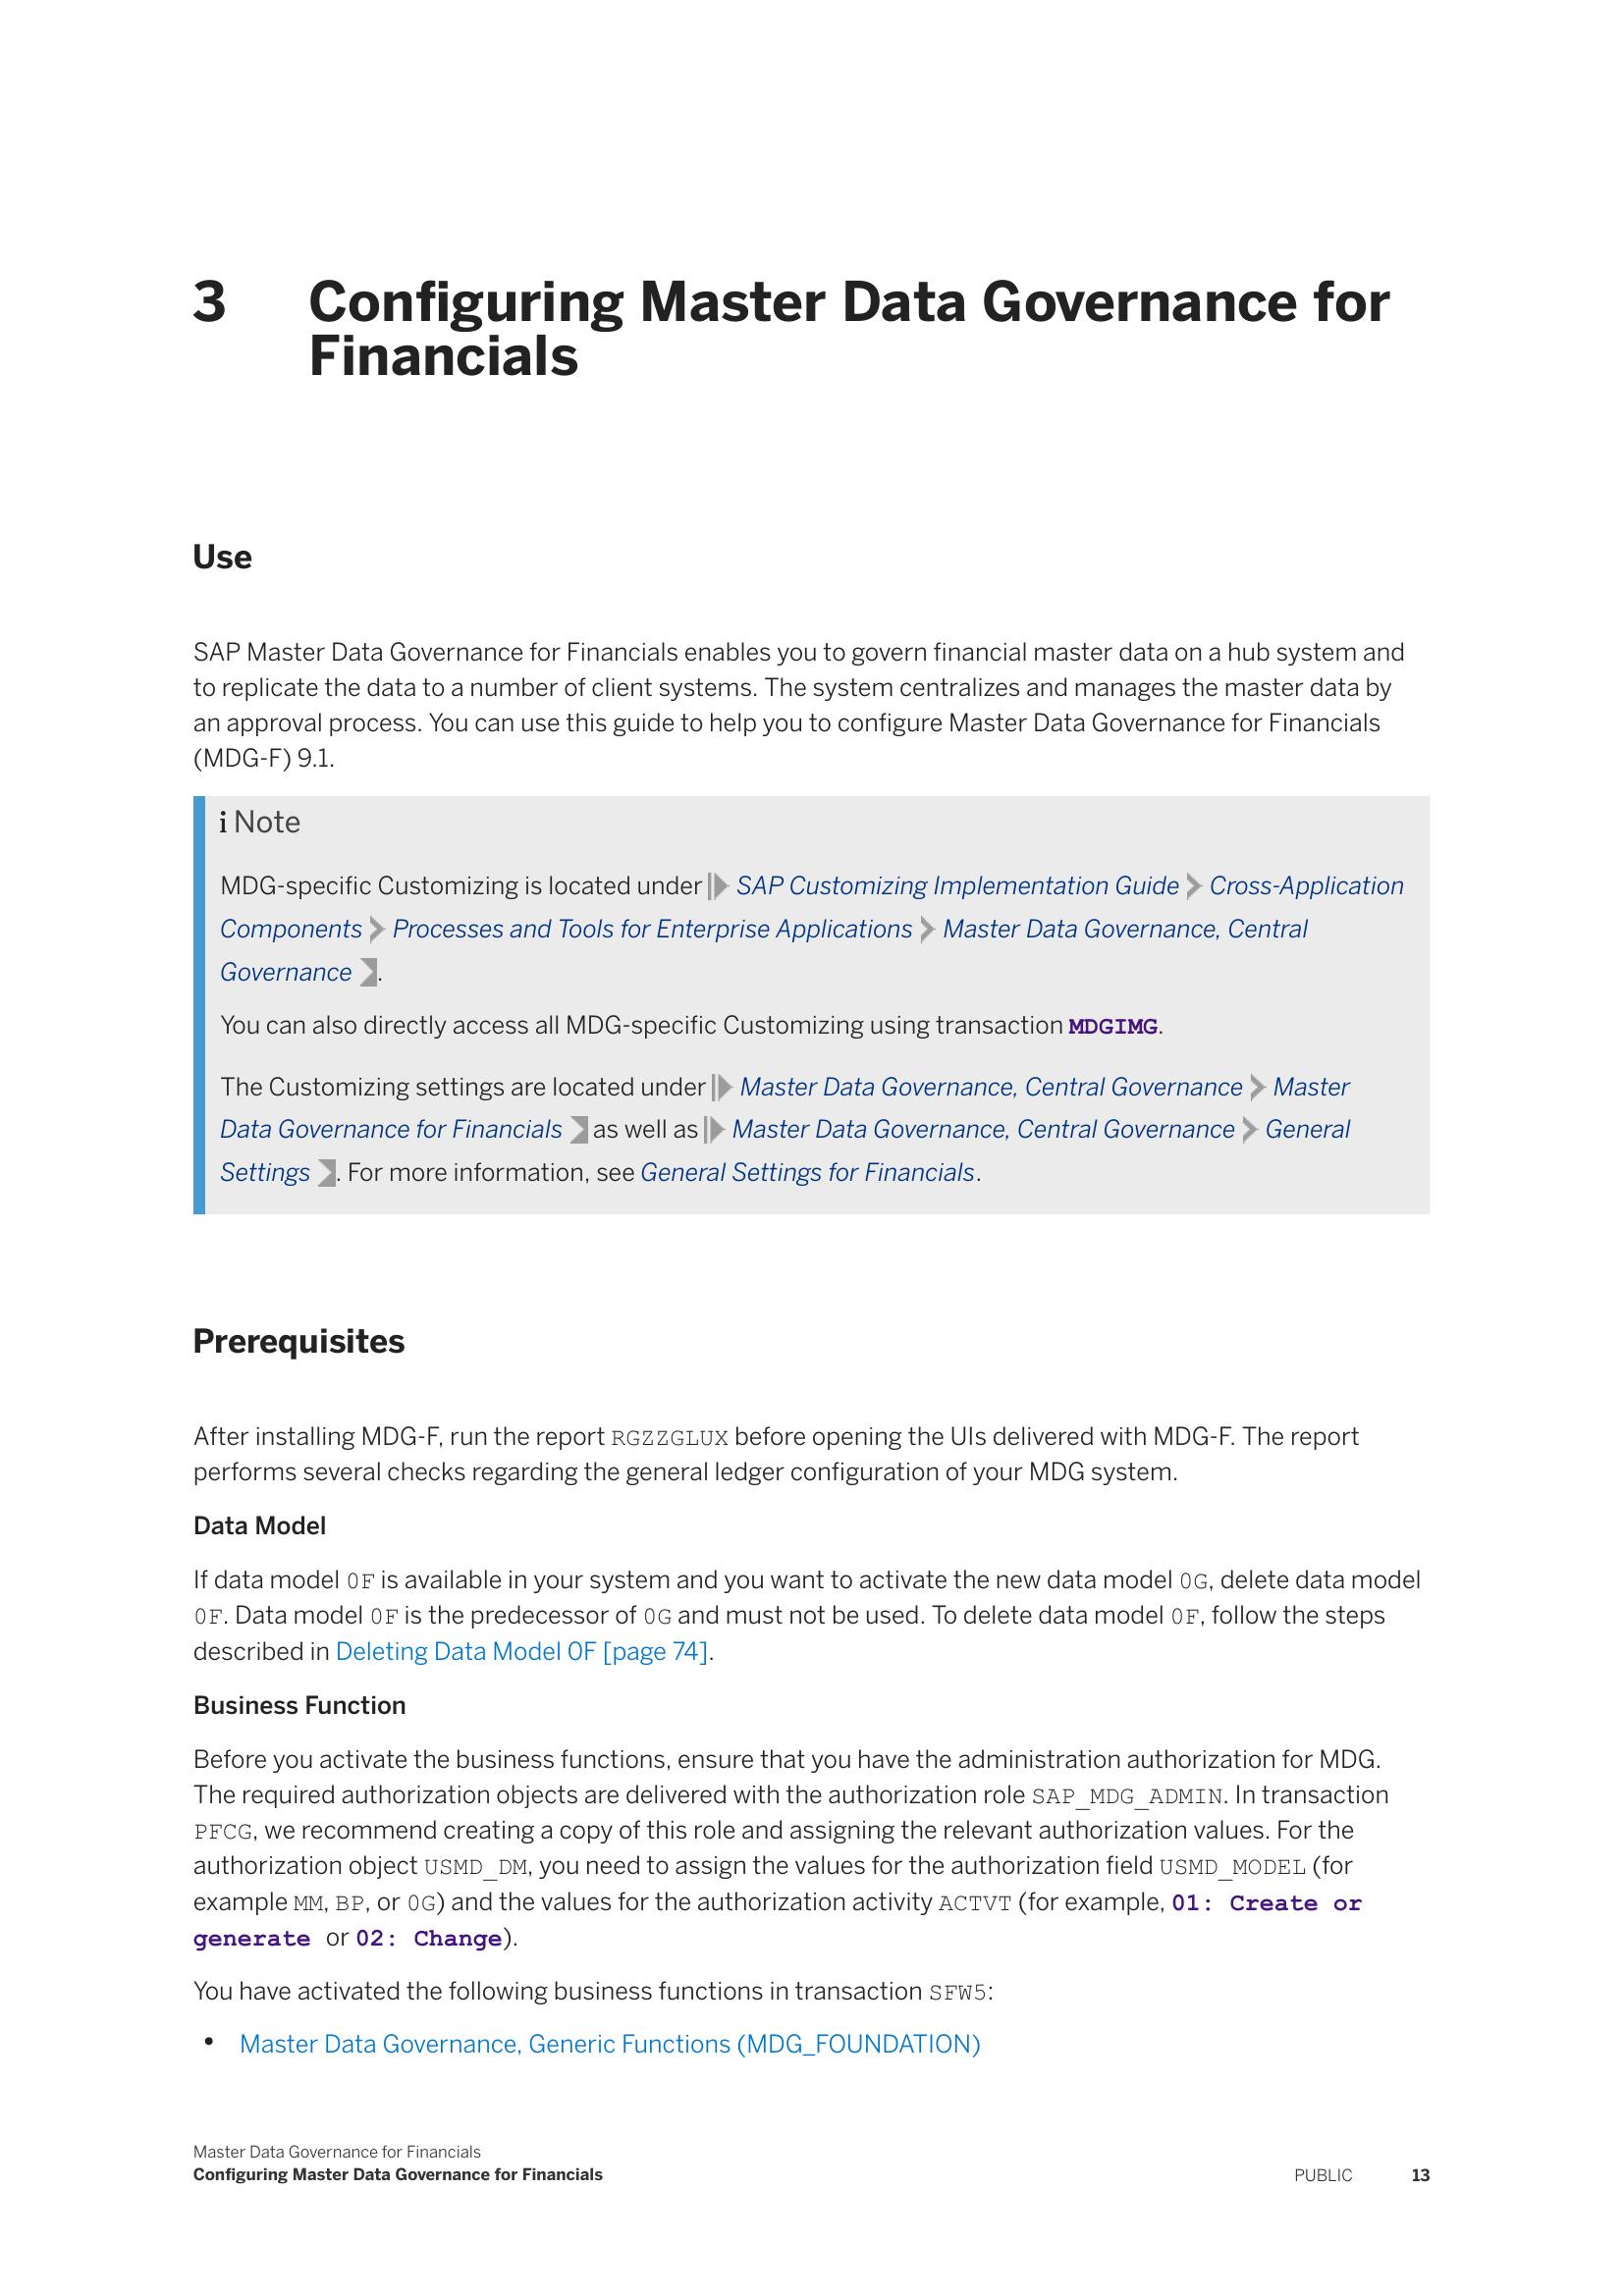 3 Configuring Master Data Governance for
Financials
Use
SAP Master Data Governance for Financials enables you to govern financial master data on a hub system and
to replicate the data to a number of client systems. The system centralizes and manages the master data by
an approval process. You can use this guide to help you to configure Master Data Governance for Financials
(MDG-F) 9.1.
i Note
MDG-specific Customizing is located under SAP Customizing Implementation Guide Cross-Application
Components Processes and Tools for Enterprise Applications Master Data Governance, Central
Governance .
You can also directly access all MDG-specific Customizing using transaction MDGIMG.
The Customizing settings are located under Master Data Governance, Central Governance Master
Data Governance for Financials as well as Master Data Governance, Central Governance General
Settings . For more information, see General Settings for Financials.
Prerequisites
After installing MDG-F, run the report RGZZGLUX before opening the UIs delivered with MDG-F. The report
performs several checks regarding the general ledger configuration of your MDG system.
Data Model
If data model 0F is available in your system and you want to activate the new data model 0G, delete data model
0F. Data model 0F is the predecessor of 0G and must not be used. To delete data model 0F, follow the steps
described in Deleting Data Model 0F [page 74].
Business Function
Before you activate the business functions, ensure that you have the administration authorization for MDG.
The required authorization objects are delivered with the authorization role SAP_MDG_ADMIN. In transaction
PFCG, we recommend creating a copy of this role and assigning the relevant authorization values. For the
authorization object USMD_DM, you need to assign the values for the authorization field USMD_MODEL (for
example MM, BP, or 0G) and the values for the authorization activity ACTVT (for example, 01: Create or
generate or 02: Change).
You have activated the following business functions in transaction SFW5:
• Master Data Governance, Generic Functions (MDG_FOUNDATION)
Master Data Governance for Financials
Configuring Master Data Governance for Financials PUBLIC 13